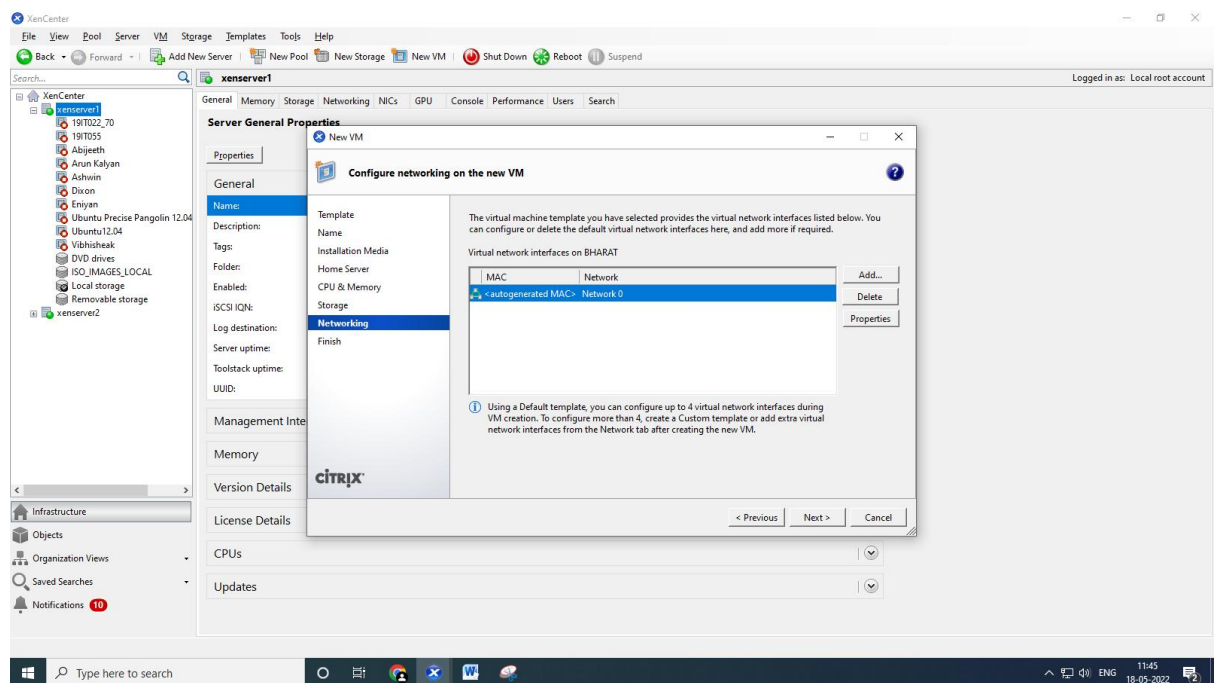 XenCenter
File View Pool Server VM Storage Templates Tools Help
Back Forward Add New Server New Pool New Storage New VM Shut Down Reboot Suspend
Search...
xenserver1
Logged in as: Local root account
XenCenter
xenserver1
19IT022_70
19IT055
Abijeeth
Arun Kalyan
Ashwin
Dixon
Eniyan
Ubuntu Precise Pangolin 12.04
Ubuntu12.04
Vibhisheak
DVD drives
ISO_IMAGES_LOCAL
Local storage
Removable storage
xenserver2
Infrastructure
Objects
Organization Views
Saved Searches
Notifications 10
General Memory Storage Networking NICs GPU Console Performance Users Search
Server General Properties
Properties
General
Name:
Description:
Tags:
Folder:
Enabled:
iSCSI IQN:
Log destination:
Server uptime:
Toolstack uptime:
UUID:
Management Inte
Memory
Version Details
License Details
CPUs
Updates
New VM
Configure networking on the new VM
Template
Name
Installation Media
Home Server
CPU & Memory
Storage
Networking
Finish
CITRIX
The virtual machine template you have selected provides the virtual network interfaces listed below. You
can configure or delete the default virtual network interfaces here, and add more if required.
Virtual network interfaces on BHARAT
MAC Network
<autogenerated MAC> Network 0
Add...
Delete
Properties
Using a Default template, you can configure up to 4 virtual network interfaces during
VM creation. To configure more than 4, create a Custom template or add extra virtual
network interfaces from the Network tab after creating the new VM.
< Previous Next > Cancel
Type here to search
ENG
11:45
18-05-2022
2